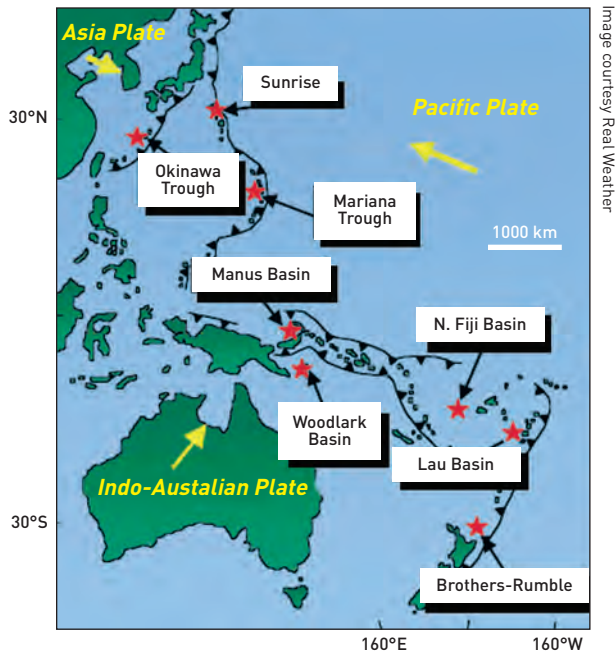 Image courtesy Real Weather
Asia Plate
Sunrise
30°N
Pacific Plate
Okinawa
Trough
Mariana
Trough
1000 km
Manus Basin
N. Fiji Basin
Woodlark
Basin
Lau Basin
Indo-Austalian Plate
30°S
Brothers-Rumble
160°E
160°W